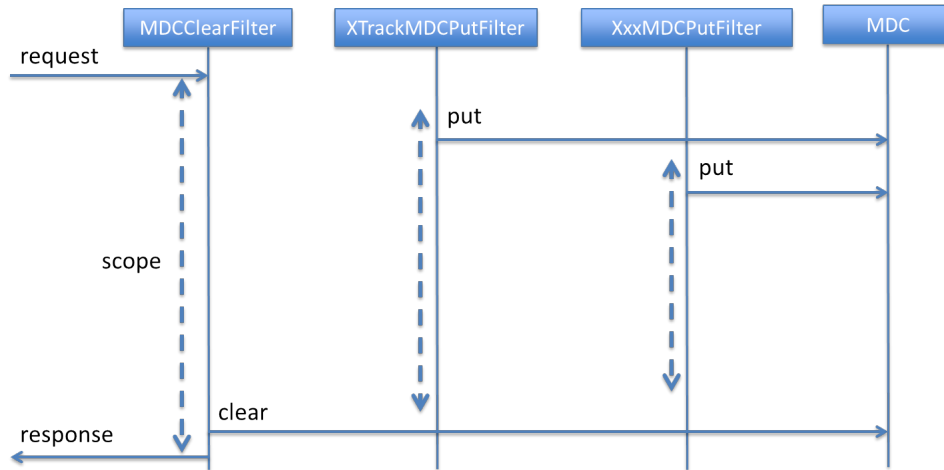 MDCClearFilter
XTrackMDCPutFilter
XxxMDCPutFilter
MDC
request
put
put
scope
clear
response